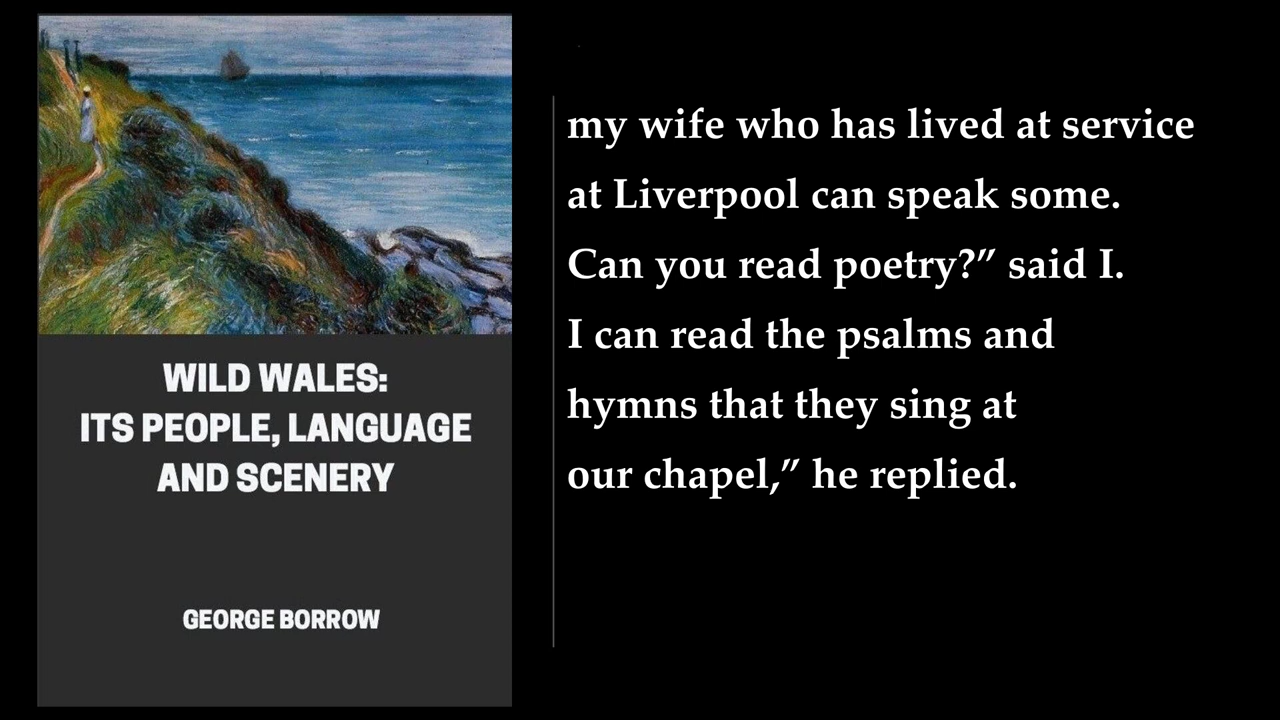 WILD WALES:
ITS PEOPLE, LANGUAGE
AND SCENERY
GEORGE BORROW
my wife who has lived at service
at Liverpool can speak some.
Can you read poetry?” said I.
I can read the psalms and
hymns that they sing at
our chapel,” he replied.